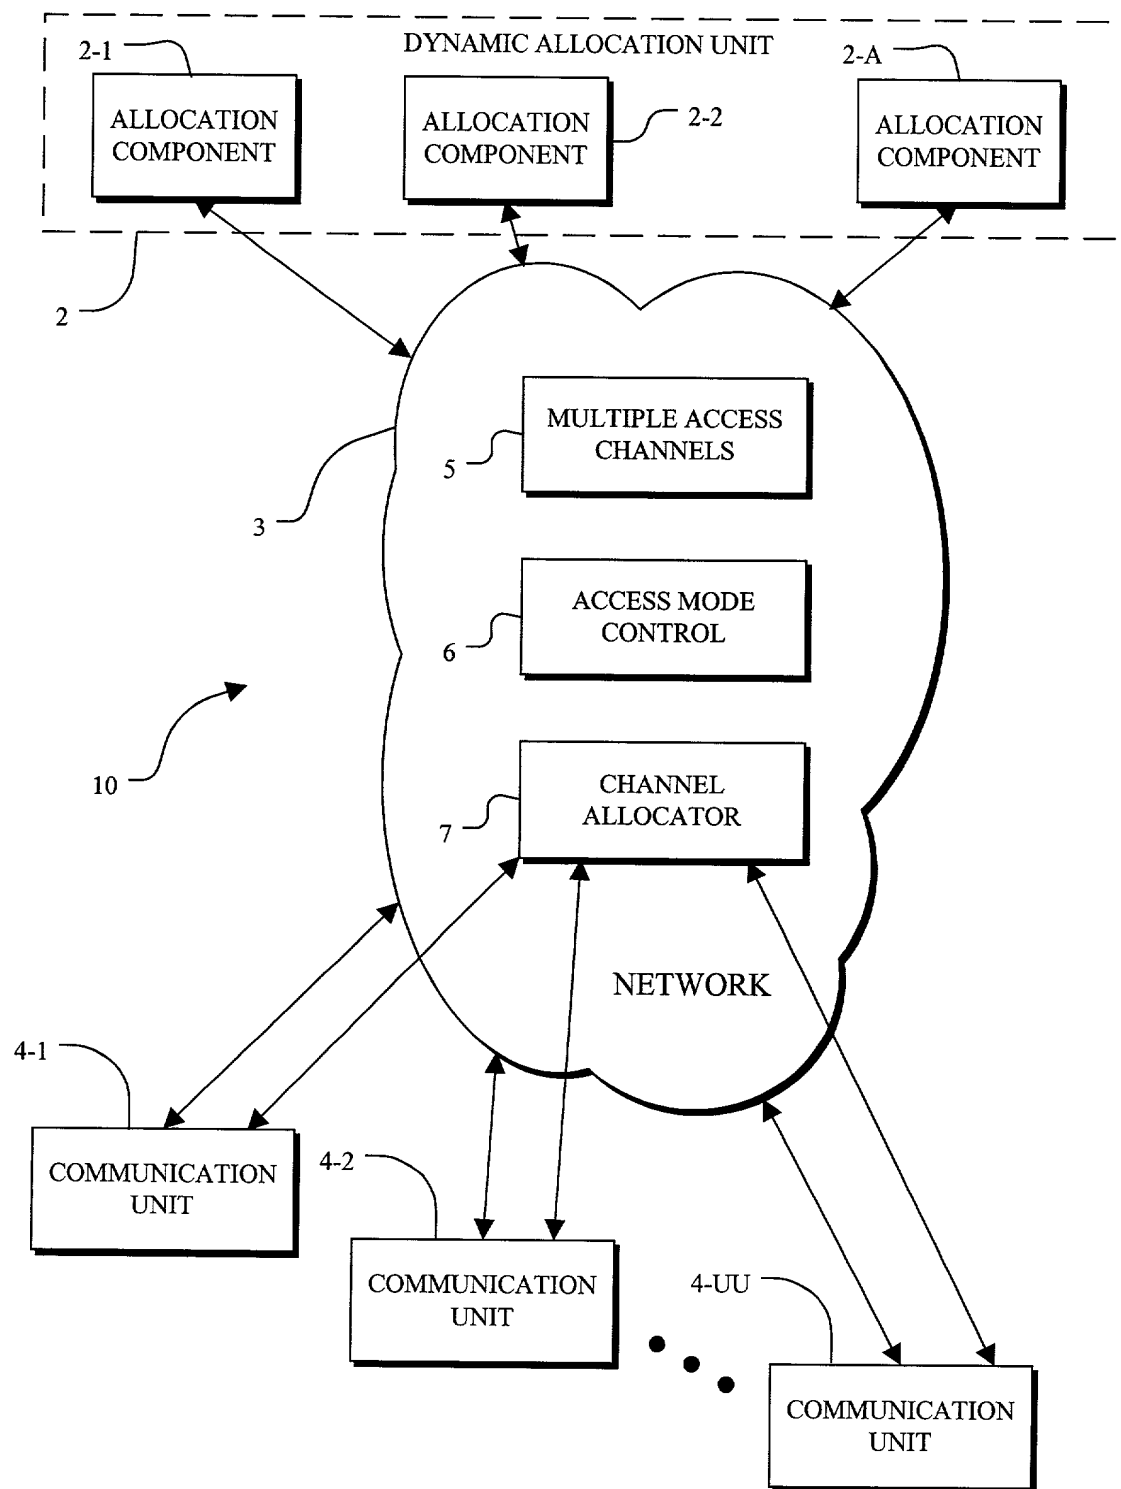 DYNAMIC ALLOCATION UNIT
2-1
2-A
ALLOCATION
COMPONENT
ALLOCATION
COMPONENT
2-2
ALLOCATION
COMPONENT
2
MULTIPLE ACCESS
CHANNELS
5
3
ACCESS MODE
CONTROL
6
10
CHANNEL
ALLOCATOR
7
NETWORK
4-1
COMMUNICATION
UNIT
4-2
COMMUNICATION
UNIT
4-UU
COMMUNICATION
UNIT